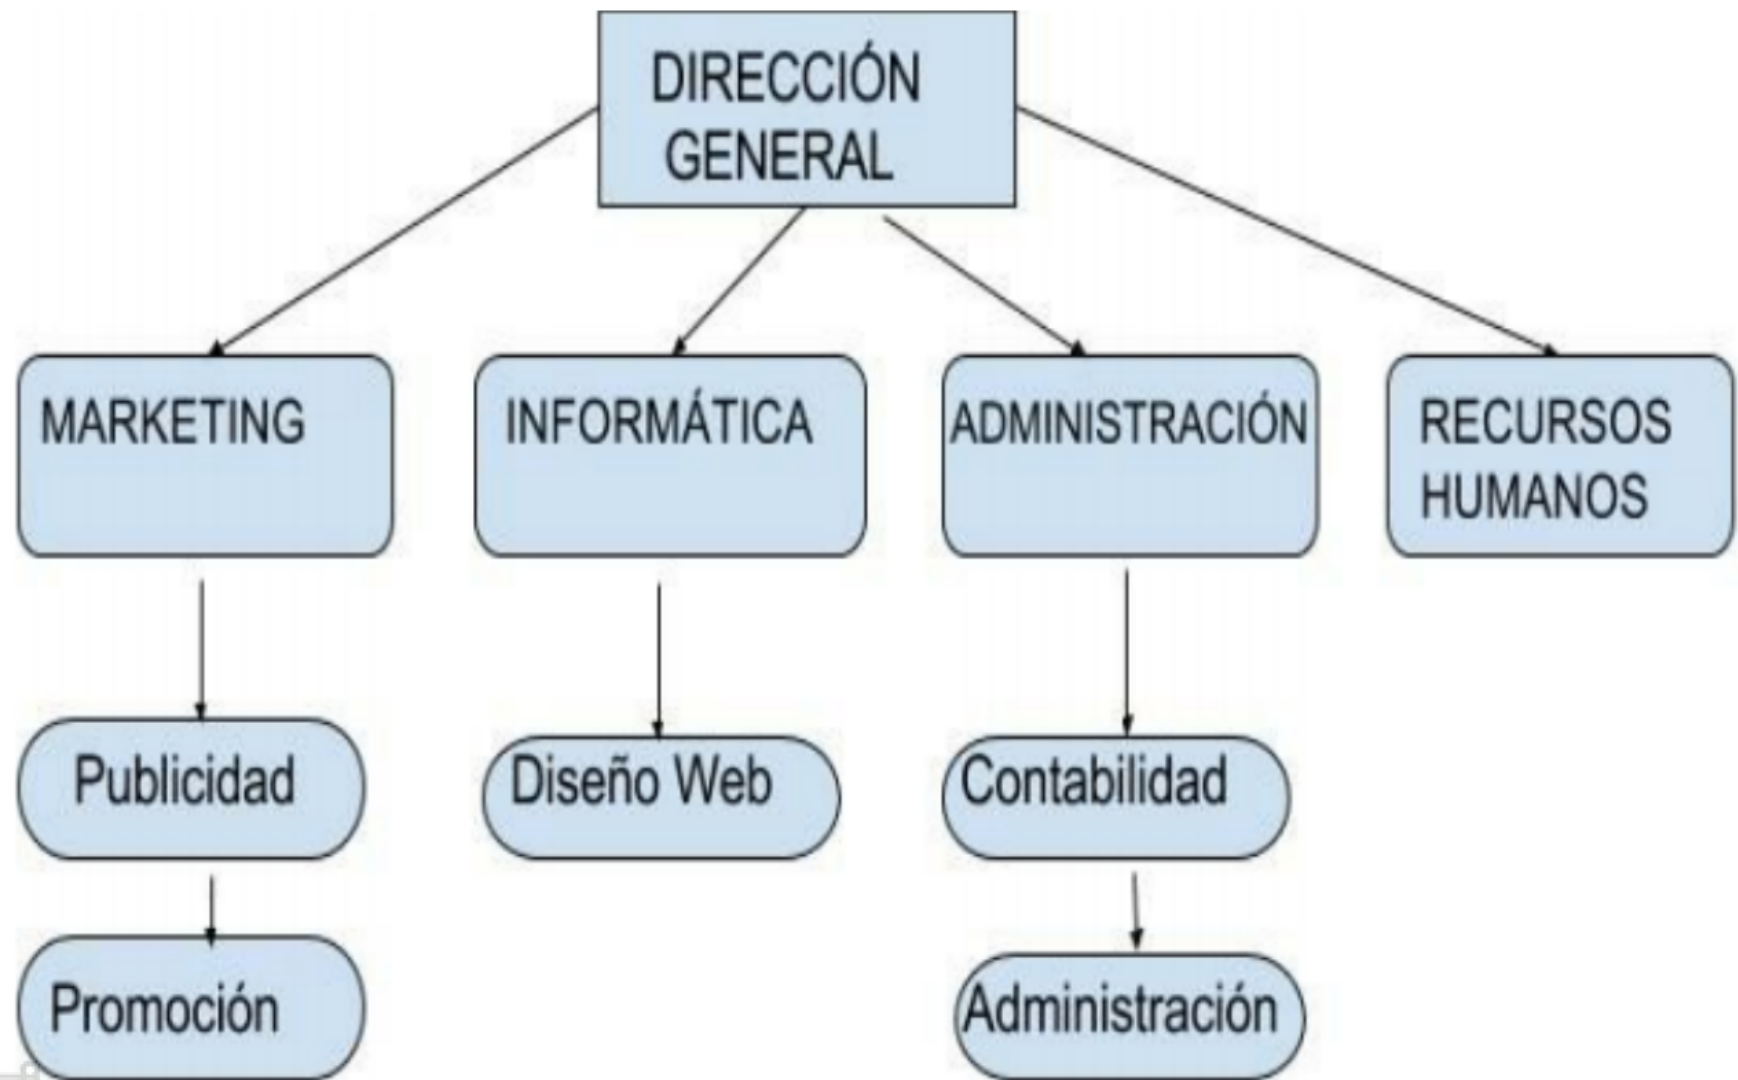 DIRECCIÓN
GENERAL
MARKETING
INFORMÁTICA
ADMINISTRACIÓN
RECURSOS
HUMANOS
Publicidad
Diseño Web
Contabilidad
Promoción
Administración